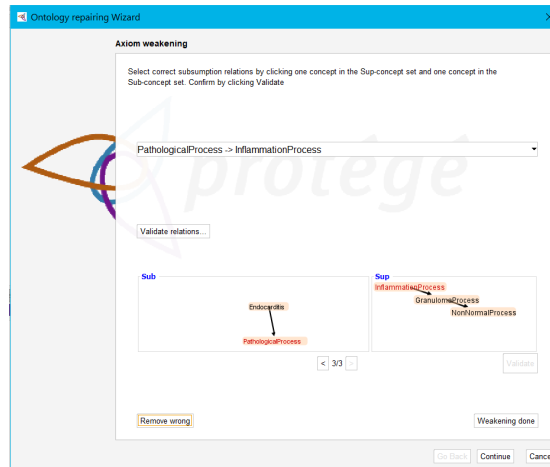 Ontology repairing Wizard
Axiom weakening
Select correct subsumption relations by clicking one concept in the Sup-concept set and one concept in the
Sub-concept set. Confirm by clicking Validate
protégé
PathologicalProcess -> InflammationProcess
Validate relations...
Sub
Endocarditis
PathologicalProcess
Sup
InflammationProcess
GranulomaProcess
NonNormalProcess
< 3/3 >
Validate
Remove wrong
Weakening done
Go Back Continue Cance